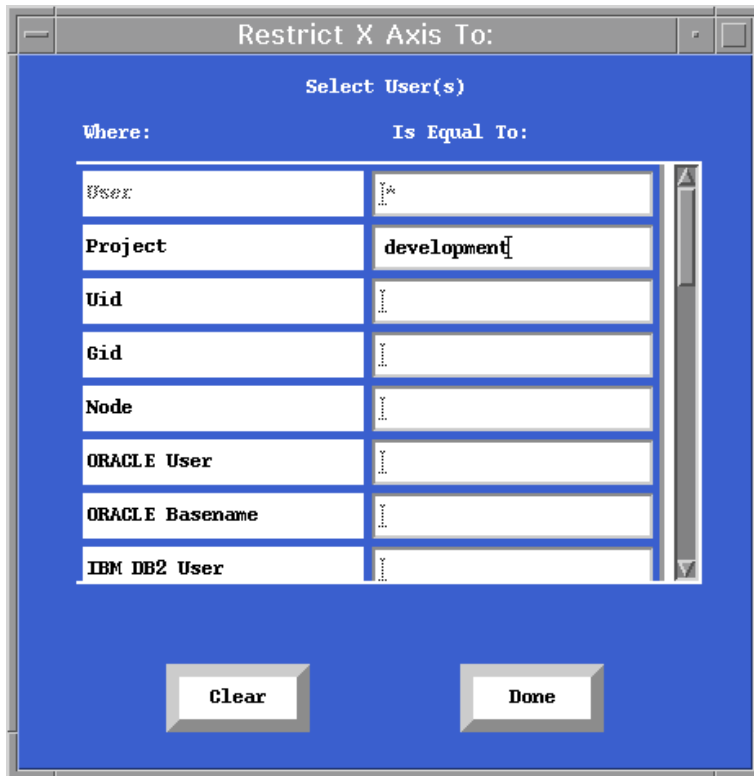 Restrict X Axis To:
Select User(s)
Where: Is Equal To:
User *
Project development
Uid
Gid
Node
ORACLE User
ORACLE Basename
IBM DB2 User
Clear Done